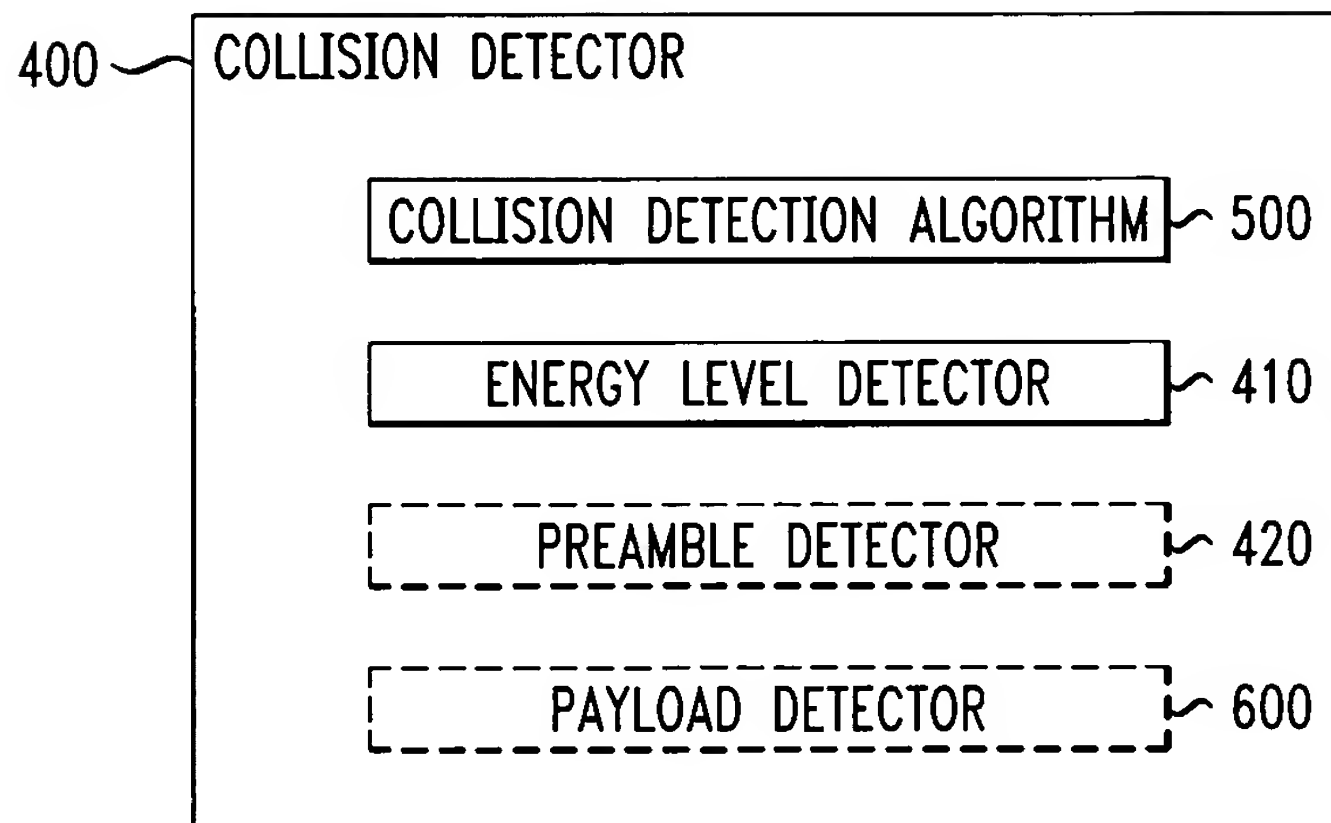 400 COLLISION DETECTOR
COLLISION DETECTION ALGORITHM 500
ENERGY LEVEL DETECTOR 410
PREAMBLE DETECTOR 420
PAYLOAD DETECTOR 600